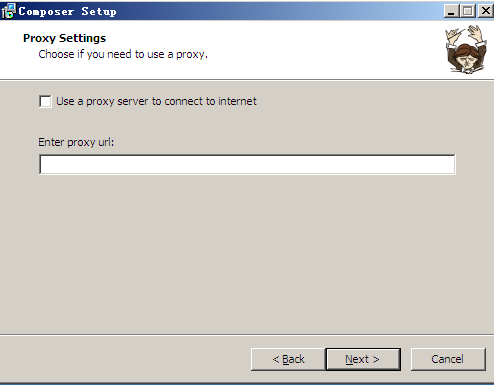 Composer Setup
Proxy Settings
Choose if you need to use a proxy.
Use a proxy server to connect to internet
Enter proxy url:
< Back
Next >
Cancel